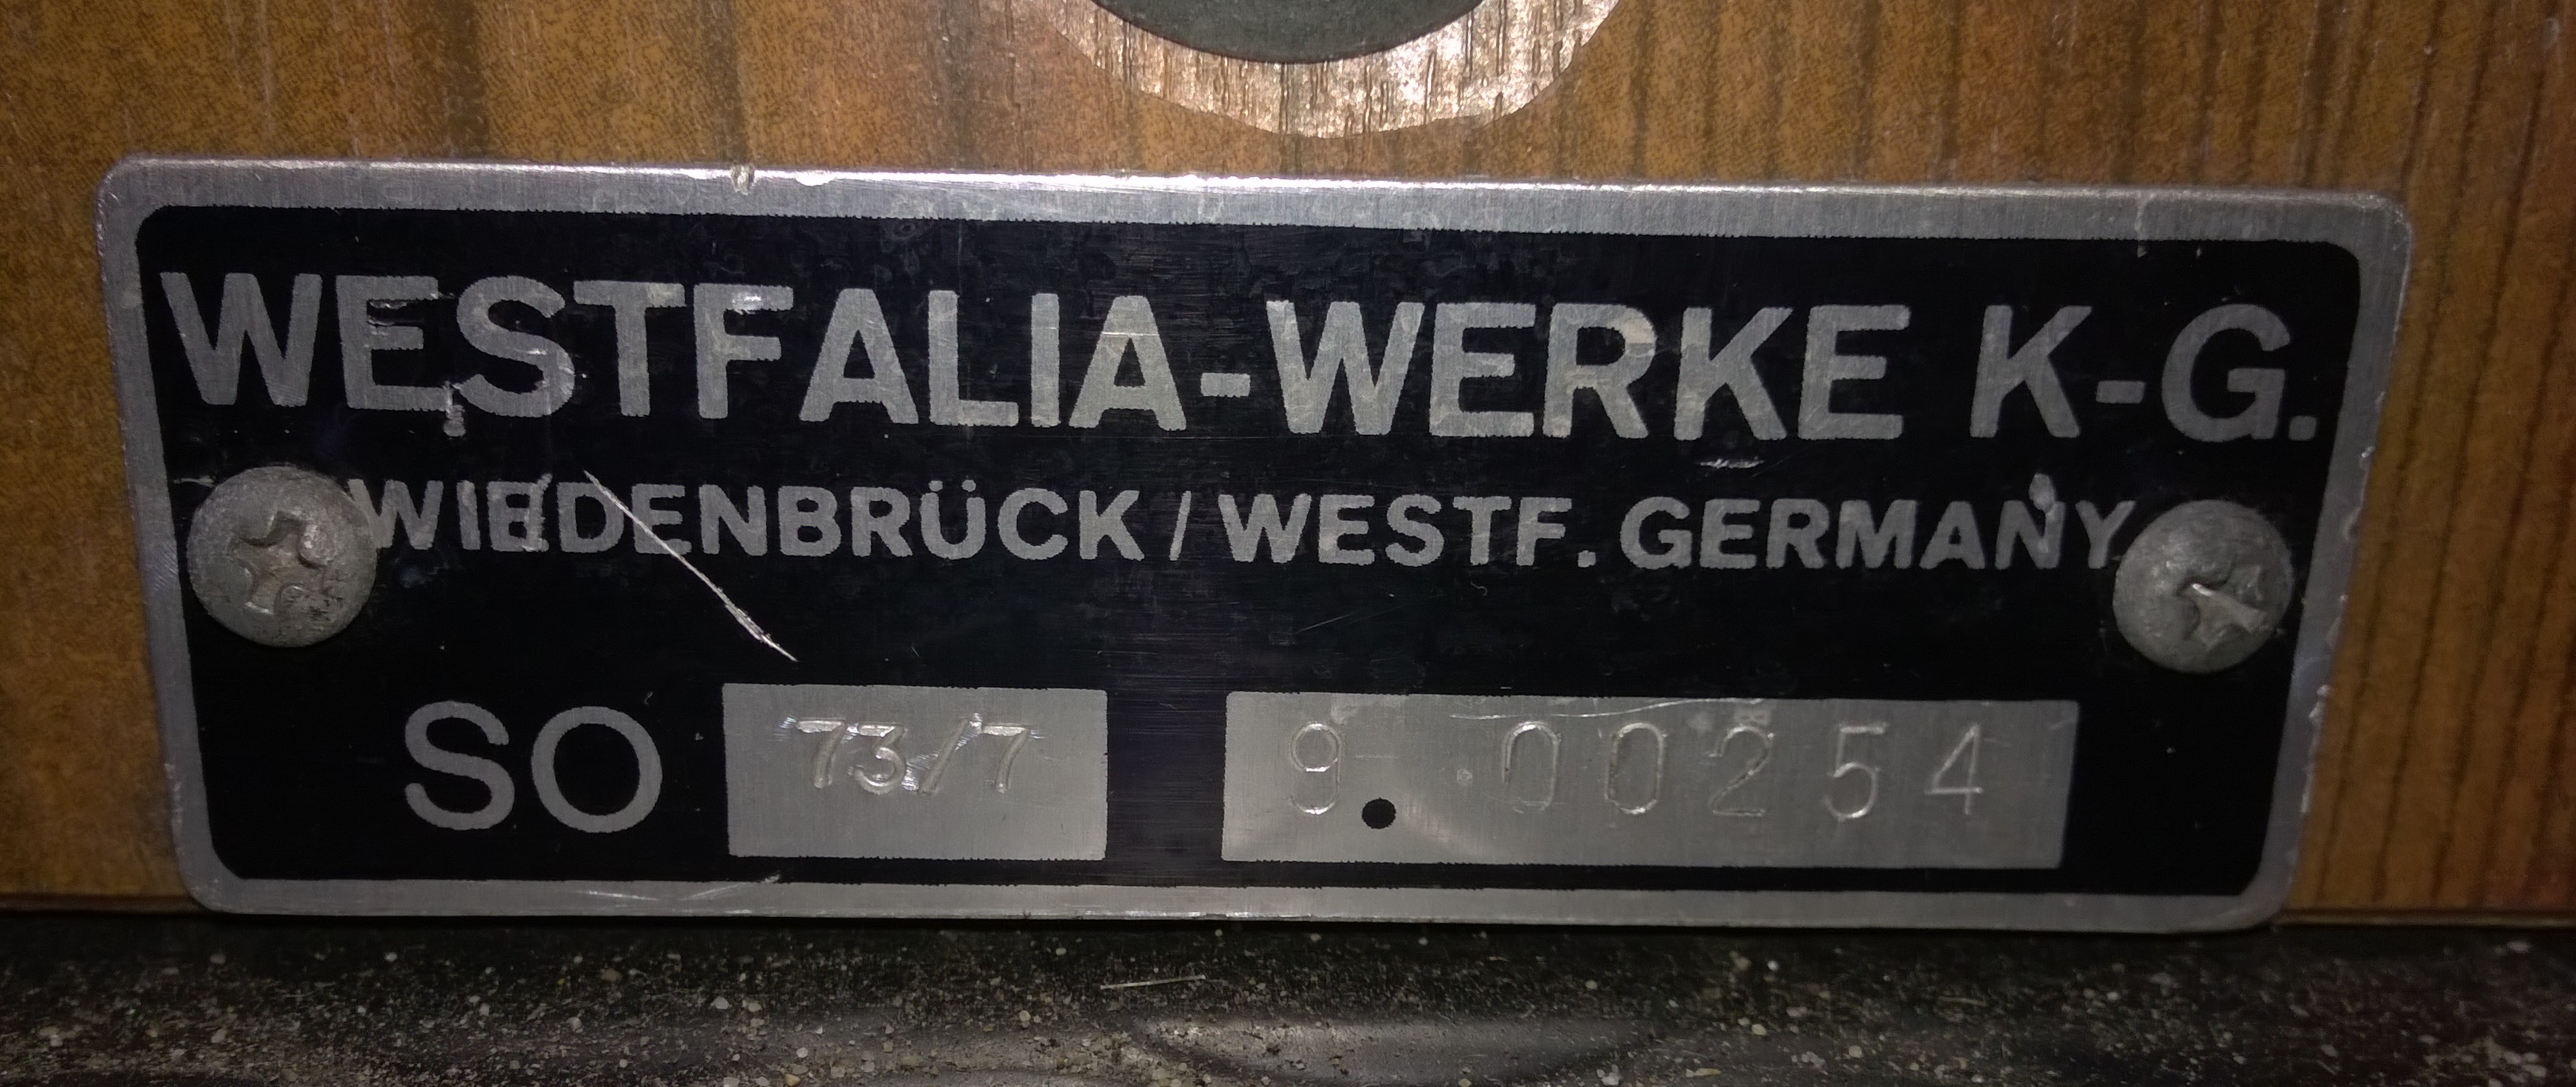 WESTFALIA-WERKE K-G.
WIEDENBRÜCK / WESTF. GERMANY
SO 73/7 9.00254